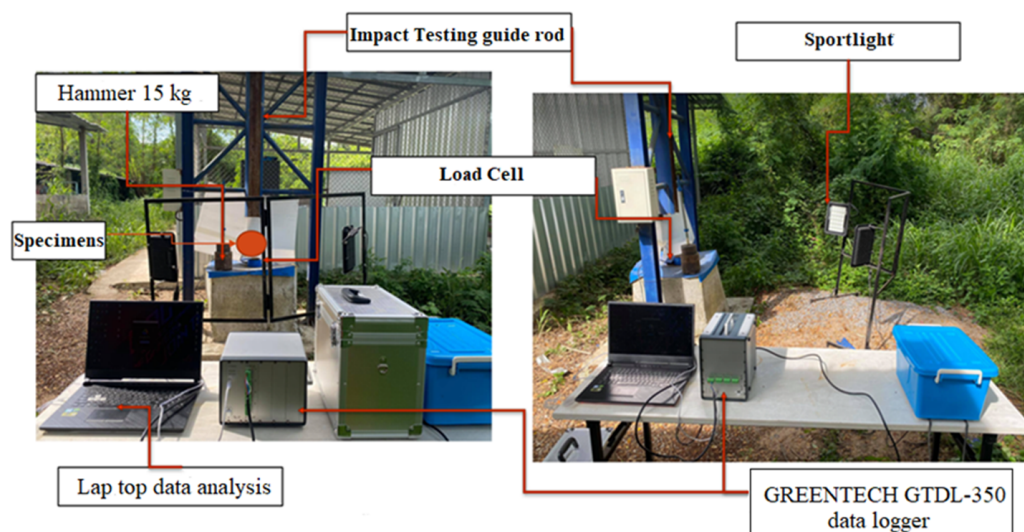 Impact Testing guide rod
Sportlight
Hammer 15 kg
Load Cell
Specimens
Lap top data analysis
GREENTECH GTDL-350
data logger